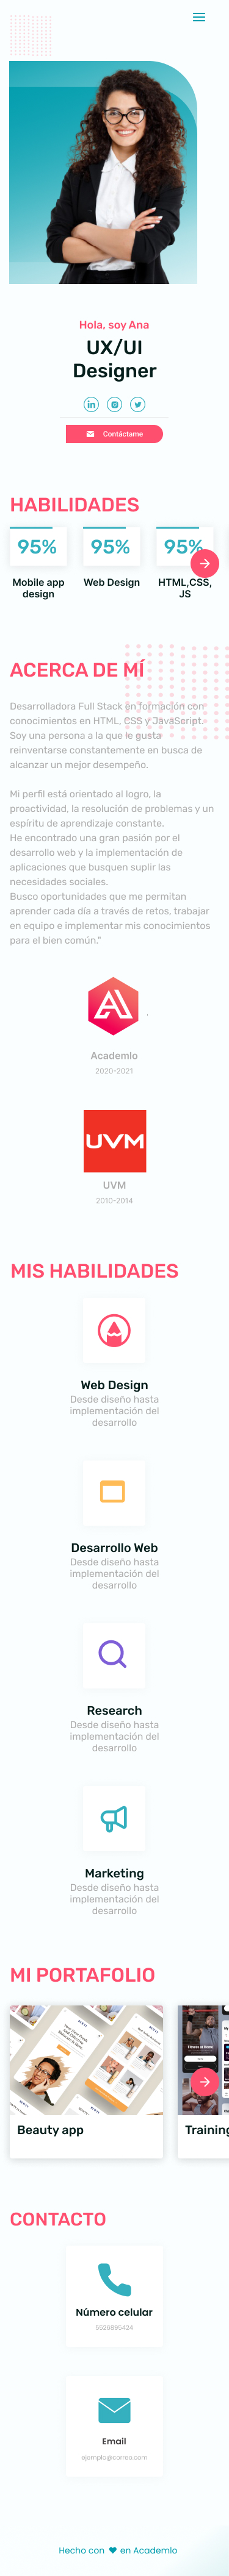 Hola, soy Ana
UX/UI
Designer
Contáctame
HABILIDADES
95%
95%
95%
Mobile app
design
Web Design
HTML,CSS,
JS
ACERCA DE MÍ
Desarrolladora Full Stack en formación con
conocimientos en HTML, CSS y JavaScript.
Soy una persona a la que le gusta
reinventarse constantemente en busca de
alcanzar un mejor desempeño.
Mi perfil está orientado al logro, la
proactividad, la resolución de problemas y un
espíritu de aprendizaje constante.
He encontrado una gran pasión por el
desarrollo web y la implementación de
aplicaciones que busquen suplir las
necesidades sociales.
Busco oportunidades que me permitan
aprender cada día a través de retos, trabajar
en equipo e implementar mis conocimientos
para el bien común."
Academlo
2020-2021
UVM
UVM
2010-2014
MIS HABILIDADES
Web Design
Desde diseño hasta
implementación del
desarrollo
Desarrollo Web
Desde diseño hasta
implementación del
desarrollo
Research
Desde diseño hasta
implementación del
desarrollo
Marketing
Desde diseño hasta
implementación del
desarrollo
MI PORTAFOLIO
Beauty app
Training
CONTACTO
Número celular
5526895424
Email
ejemplo@correo.com
Hecho con ♥ en Academlo